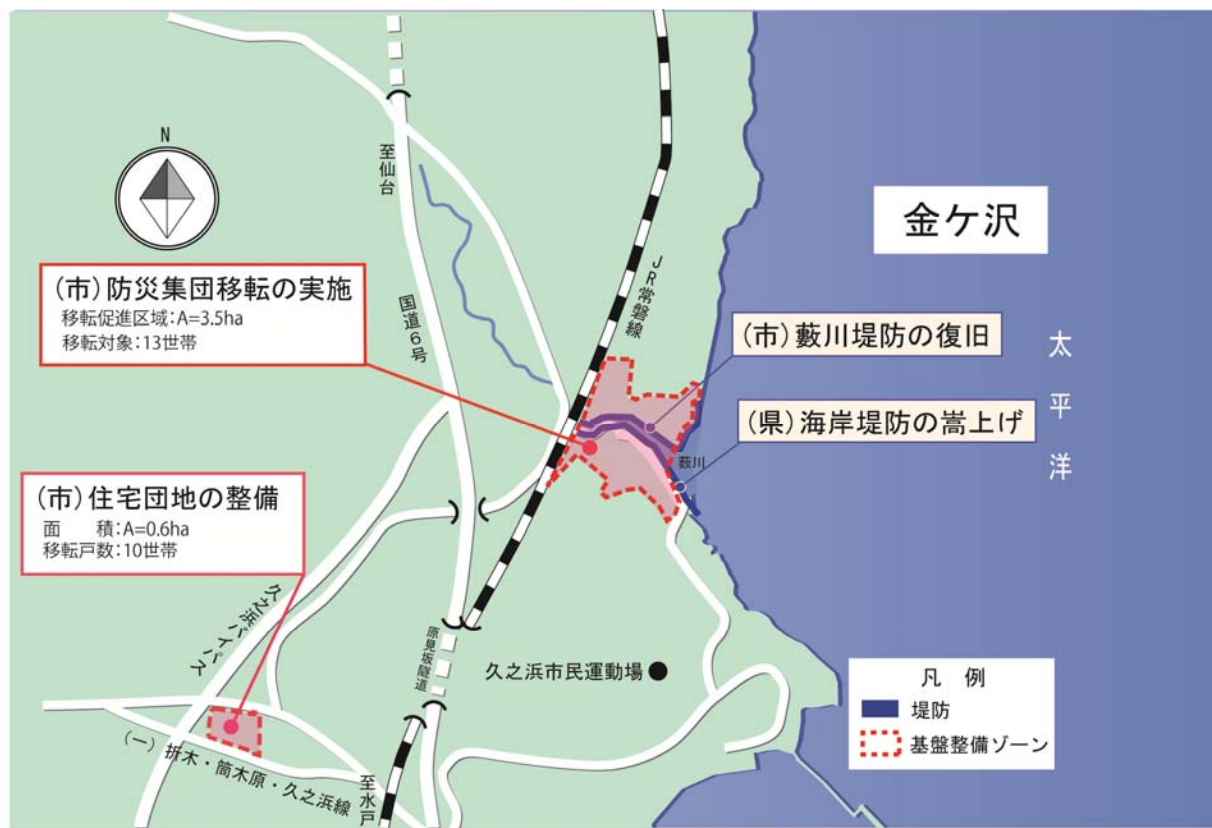 N
至仙台
金ケ沢
(市)防災集団移転の実施
移転促進区域:A=3.5ha
移転対象:13世帯
国道6号
JR常磐線
(市)藪川堤防の復旧
太平洋
(県)海岸堤防の嵩上げ
藪川
(市)住宅団地の整備
面　積:A=0.6ha
移転戸数:10世帯
久之浜バイパス
原見坂隧道
久之浜市民運動場
凡 例
堤防
基盤整備ゾーン
(一)折木・筒木原・久之浜線
至水戸